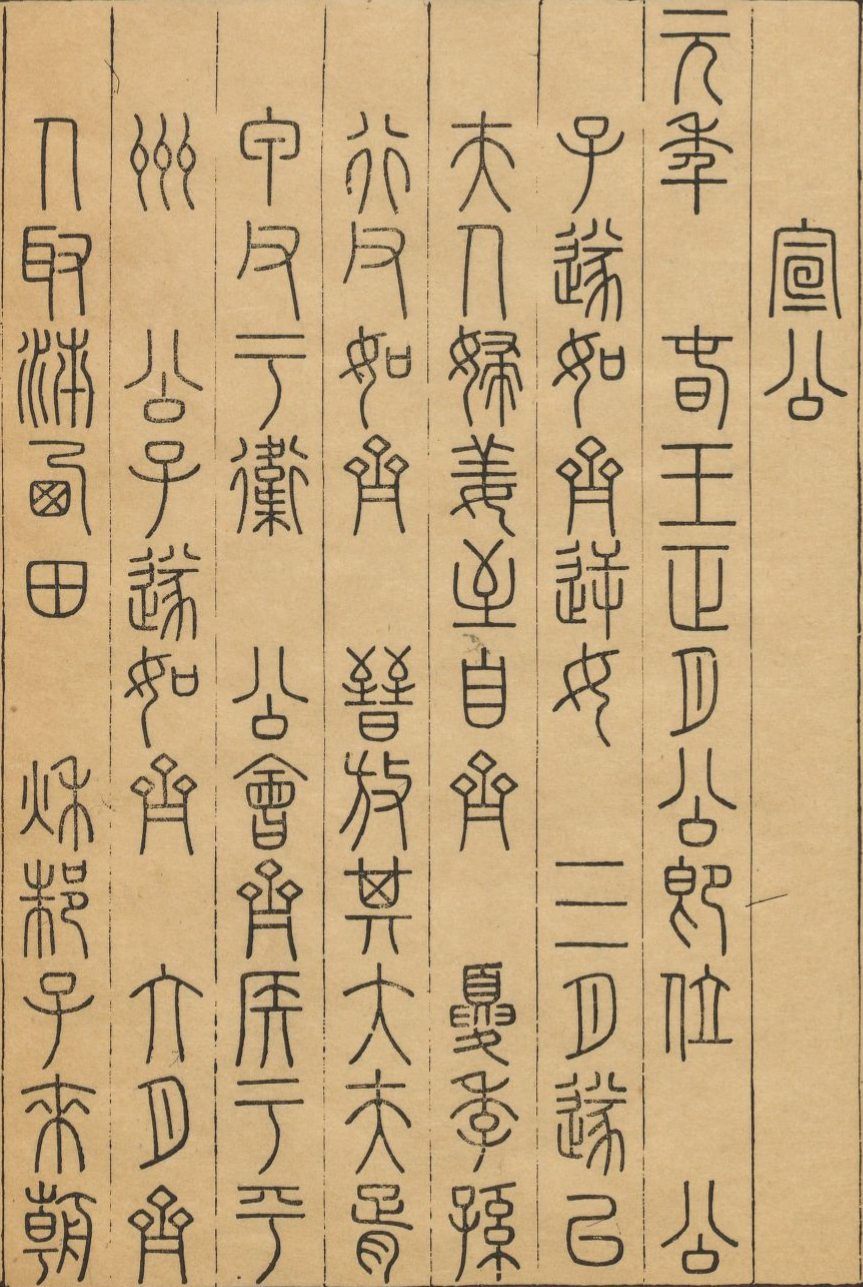 宣公
元年　春王正月公即位　公
子遂如齊逆女　三月遂以
夫人婦姜至自齊　夏季孫
行父如齊　晉放其大夫胥
甲父于衛　公會齊侯于平
州　公子遂如齊　六月齊
人取濟西田　秋邾子來朝